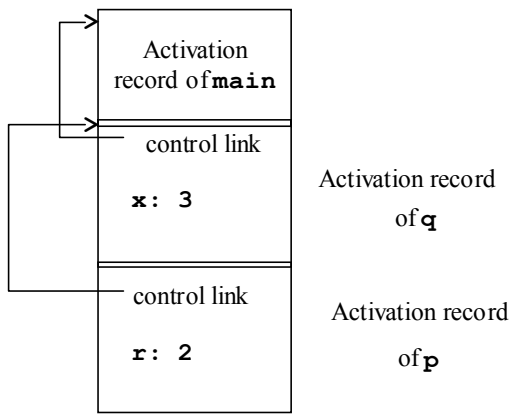 Activation
record of main
control link
x: 3
Activation record
of q
control link
r: 2
Activation record
of p